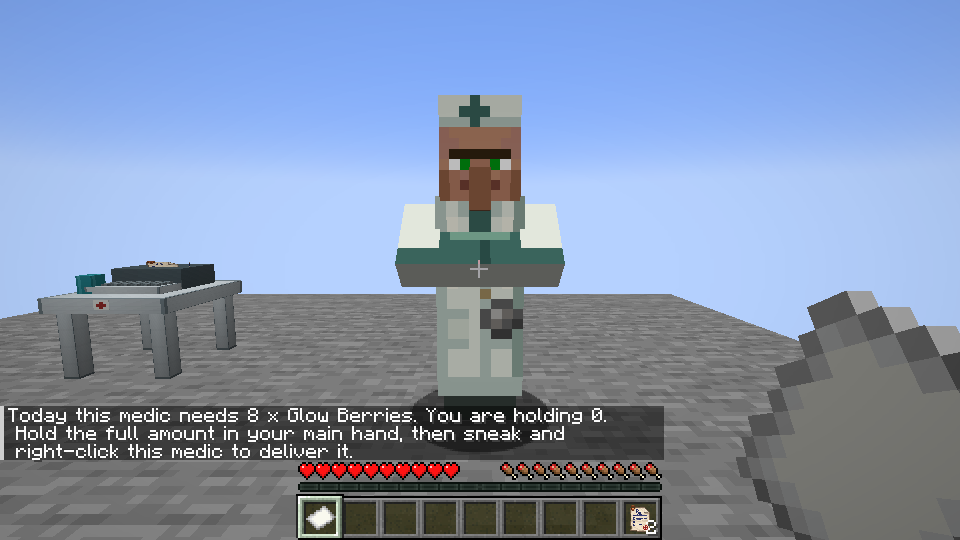 Today this medic needs 8 x Glow Berries. You are holding 0.
Hold the full amount in your main hand, then sneak and
right-click this medic to deliver it.
2